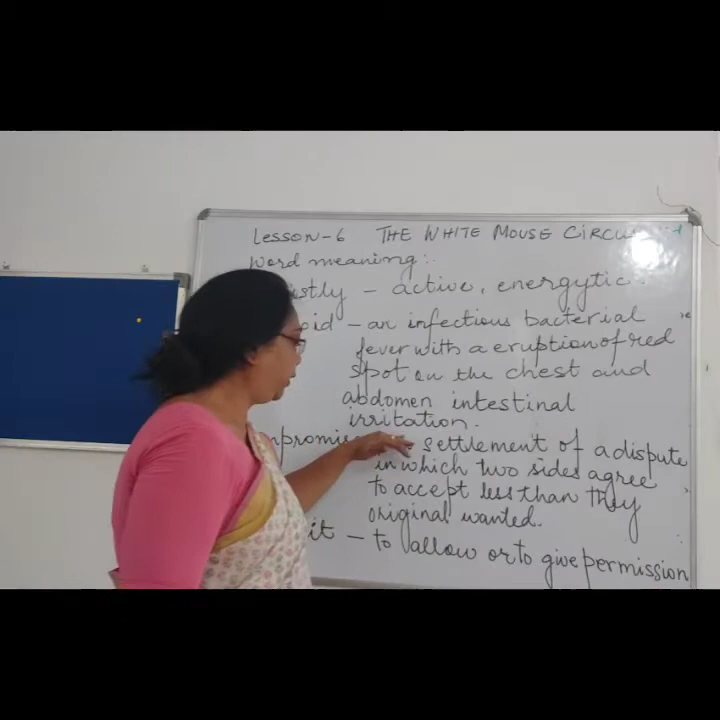 Lesson-6 THE WHITE MOUSE CIRCUS
Word meaning:-
active, energytic.
- an infectious bacterial
fever with a eruption of red
spot on the chest and
abdomen intestinal
irritation.
settlement of a dispute
in which two sides agree
to accept less than they
original wanted.
- to allow or to give permission